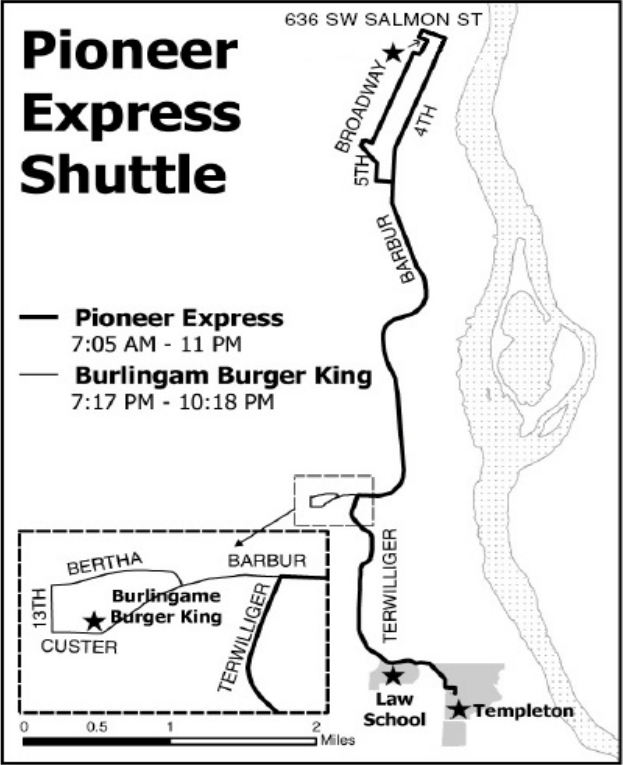 636 SW SALMON ST
Pioneer
Express
Shuttle
BROADWAY
4TH
5TH
BARBUR
Pioneer Express
7:05 AM - 11 PM
Burlingam Burger King
7:17 PM - 10:18 PM
TERWILLIGER
BERTHA
BARBUR
13TH
Burlingame
Burger King
CUSTER
TERWILLIGER
Law
School
Templeton
0 0.5 1 2
Miles